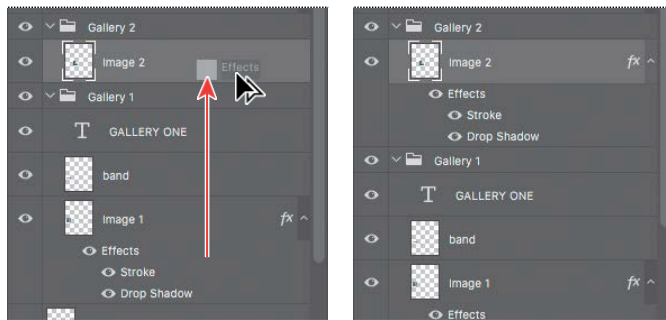 Gallery 2
Image 2
Effects
Gallery 1
T GALLERY ONE
band
Image 1 fx
Effects
Stroke
Drop Shadow
Gallery 2
Image 2 fx
Effects
Stroke
Drop Shadow
Gallery 1
T GALLERY ONE
band
Image 1 fx
Effects